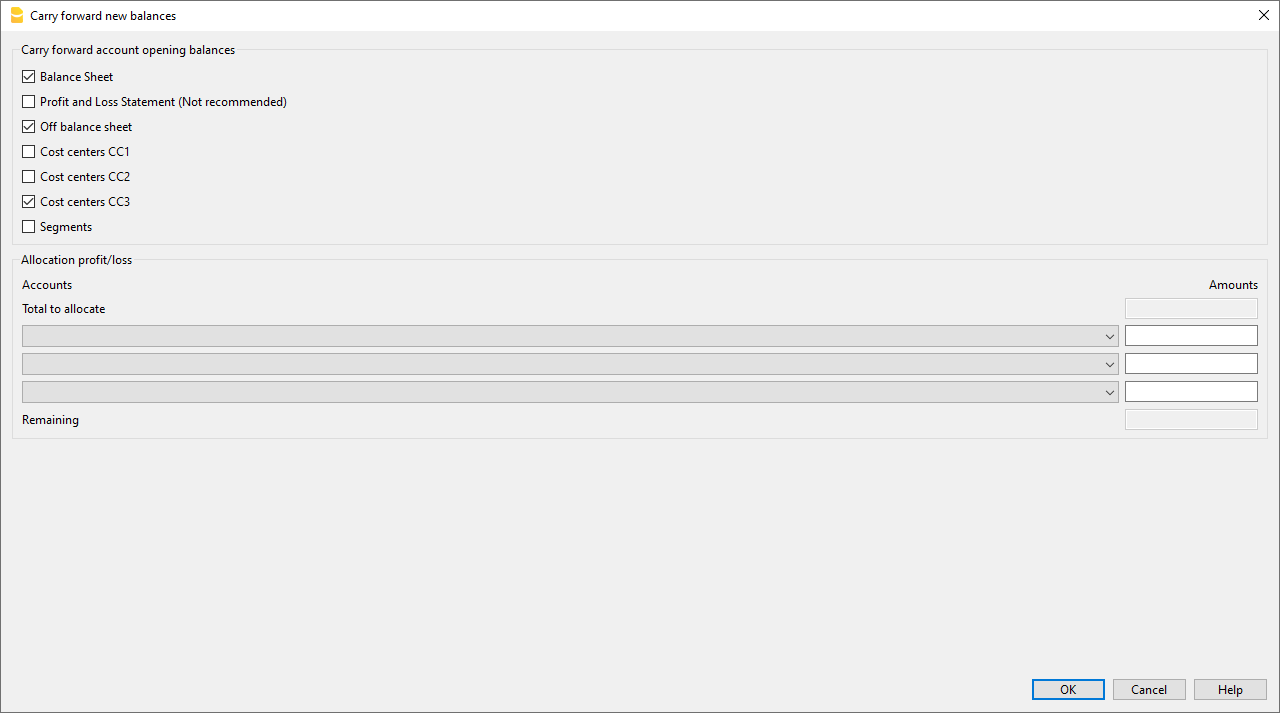 Carry forward new balances
Carry forward account opening balances
Balance Sheet
Profit and Loss Statement (Not recommended)
Off balance sheet
Cost centers CC1
Cost centers CC2
Cost centers CC3
Segments
Allocation profit/loss
Accounts Amounts
Total to allocate
Remaining
OK Cancel Help